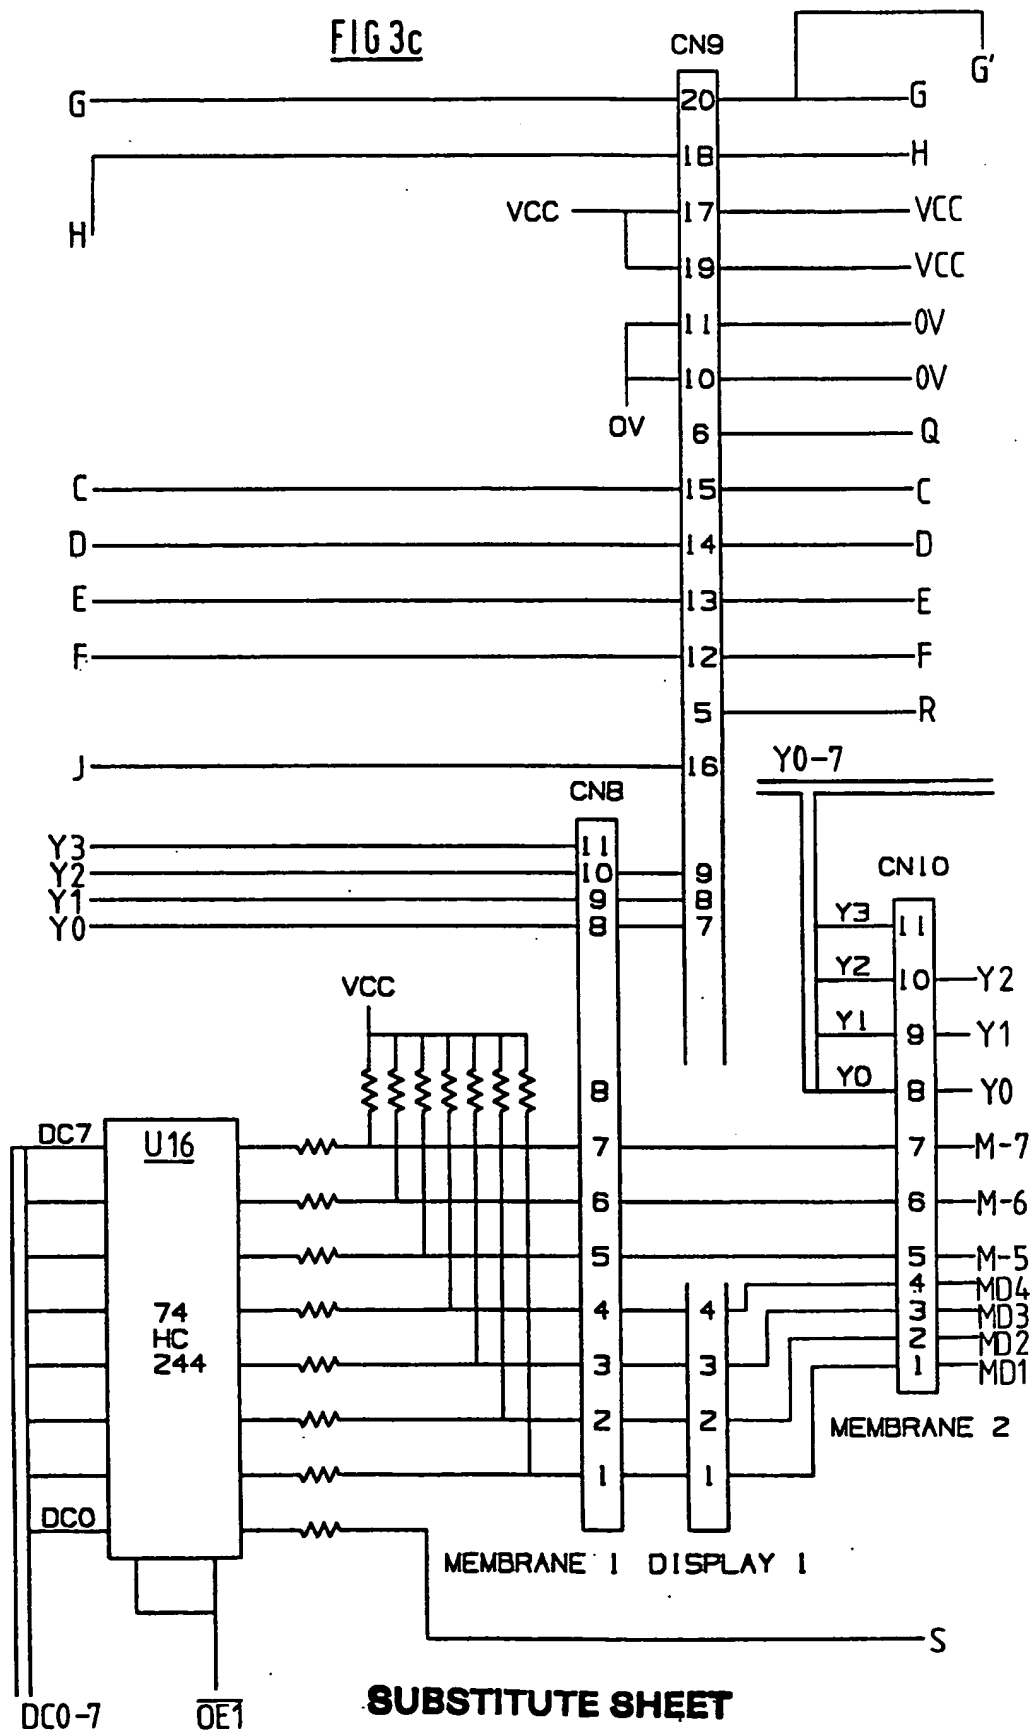 FIG 3c
CN9
G'
G 20 G
18 H
H
VCC 17 VCC
19 VCC
11 0V
10 0V
0V
6 Q
C 15 C
D 14 D
E 13 E
F 12 F
5 R
J 16
Y0-7
CN8
Y3 11
Y2 10 9
Y1 9 8
Y0 8 7
CN10
Y3 11
Y2 10 Y2
Y1 9 Y1
Y0 8 Y0
VCC
8
DC7 U16 7 7 M-7
6 6 M-6
5 5 M-5
4 4 4 MD4
3 3 3 MD3
2 2 2 MD2
1 1 1 MD1
74
HC
244
DC0
MEMBRANE 2
MEMBRANE 1 DISPLAY 1
S
DC0-7 OE1
SUBSTITUTE SHEET